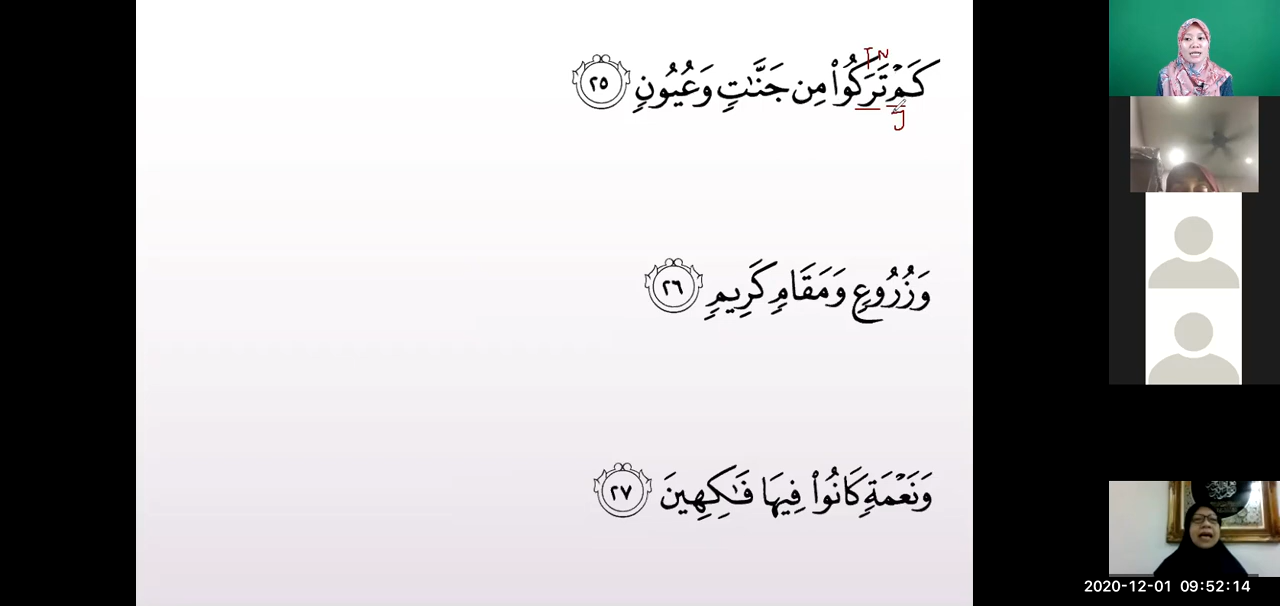 كَمْ تَرَكُوا۟ مِن جَنَّـٰتٍ وَعُيُونٍ ٢٥
وَزُرُوعٍ وَمَقَامٍ كَرِيمٍ ٢٦
وَنَعْمَةٍ كَانُوا۟ فِيهَا فَـٰكِهِينَ ٢٧
2020-12-01 09:52:14